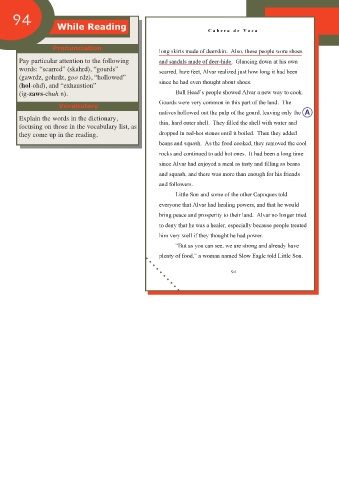 94
While Reading
Pronunciation
Pay particular attention to the following
words: "scarred" (skahrd), "gourds"
(gawrdz, gohrdz, goo rdz), "hollowed"
(hol-ohd), and "exhaustion"
(ig-zaws-chuh n).
Vocabulary
Explain the words in the dictionary,
focusing on those in the vocabulary list, as
they come up in the reading.
Cabeza de Vaca
long skirts made of deerskin. Also, these people wore shoes
and sandals made of deer-hide. Glancing down at his own
scarred, bare feet, Alvar realized just how long it had been
since he had even thought about shoes.
Bull Head's people showed Alvar a new way to cook.
Gourds were very common in this part of the land. The
natives hollowed out the pulp of the gourd, leaving only the A
thin, hard outer shell. They filled the shell with water and
dropped in red-hot stones until it boiled. Then they added
beans and squash. As the food cooked, they removed the cool
rocks and continued to add hot ones. It had been a long time
since Alvar had enjoyed a meal as tasty and filling as beans
and squash, and there was more than enough for his friends
and followers.
Little Son and some of the other Capoques told
everyone that Alvar had healing powers, and that he would
bring peace and prosperity to their land. Alvar no longer tried
to deny that he was a healer, especially because people treated
him very well if they thought he had power.
"But as you can see, we are strong and already have
plenty of food," a woman named Slow Eagle told Little Son.
94